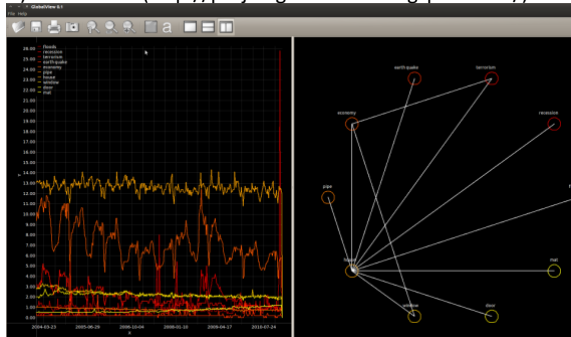 GlobalView 0.1
File Help
a
floods
recession
terrorism
earthquake
economy
pipe
house
window
door
mat
26.00
25.00
24.00
23.00
22.00
21.00
20.00
19.00
18.00
17.00
16.00
15.00
14.00
13.00
12.00
11.00
10.00
9.00
8.00
7.00
6.00
5.00
4.00
3.00
2.00
1.00
0.00
2004-03-23 2005-06-29 2006-10-04 2008-01-10 2009-04-17 2010-07-24
x
earthquake
terrorism
economy
recession
pipe
house
mat
window
door